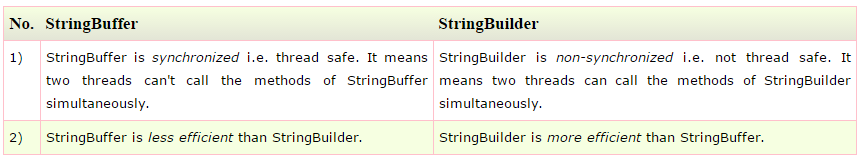 No. StringBuffer StringBuilder
1) StringBuffer is synchronized i.e. thread safe. It means
two threads can't call the methods of StringBuffer
simultaneously.
StringBuilder is non-synchronized i.e. not thread safe. It
means two threads can call the methods of StringBuilder
simultaneously.
2) StringBuffer is less efficient than StringBuilder.
StringBuilder is more efficient than StringBuffer.